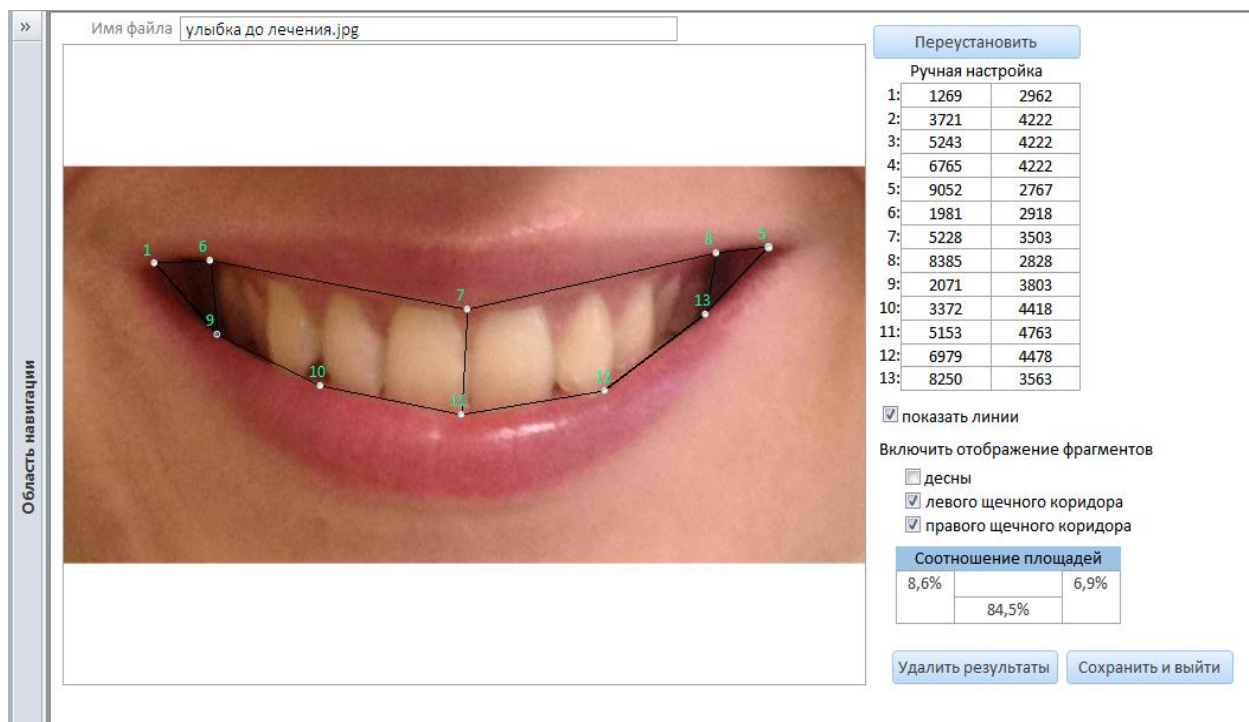 »
Область навигации
Имя файла улыбка до лечения.jpg
1
6
7
8
5
9
10
11
12
13
Переустановить
Ручная настройка
1: 1269 2962
2: 3721 4222
3: 5243 4222
4: 6765 4222
5: 9052 2767
6: 1981 2918
7: 5228 3503
8: 8385 2828
9: 2071 3803
10: 3372 4418
11: 5153 4763
12: 6979 4478
13: 8250 3563
показать линии
Включить отображение фрагментов
десны
левого щечного коридора
правого щечного коридора
Соотношение площадей
8,6% 6,9%
84,5%
Удалить результаты Сохранить и выйти